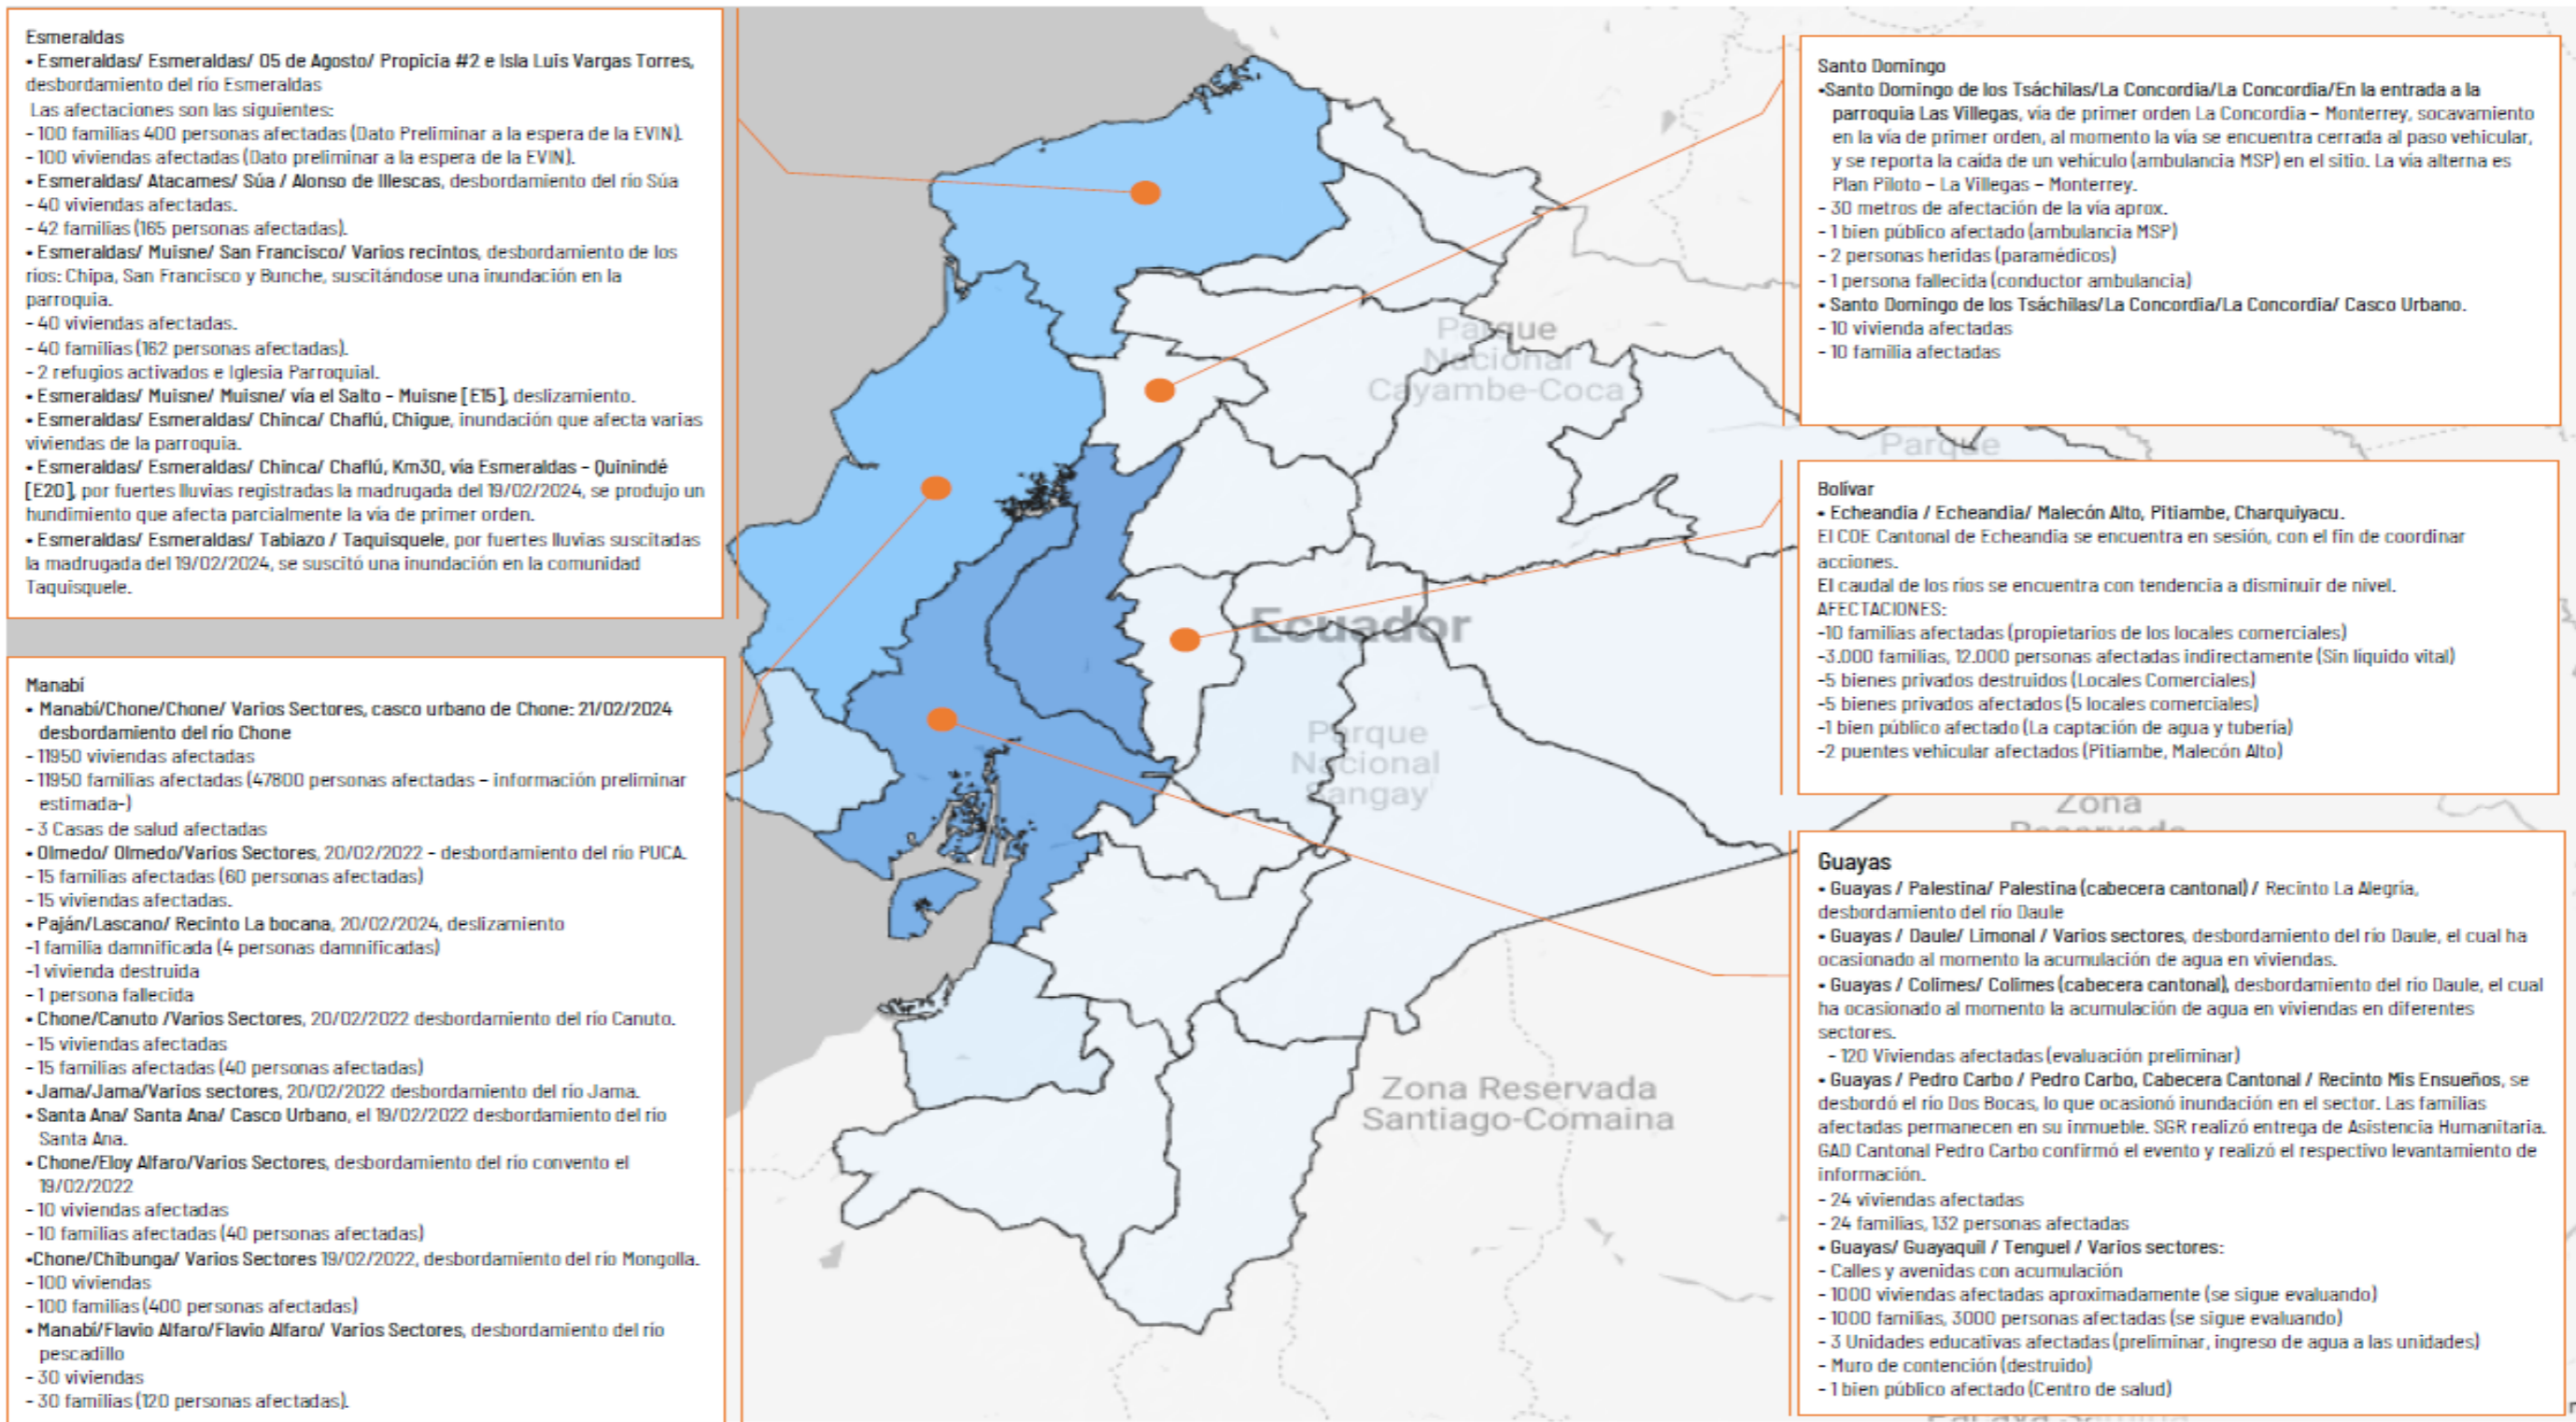 Esmeraldas
• Esmeraldas/ Esmeraldas/ 05 de Agosto/ Propicia #2 e Isla Luis Vargas Torres,
desbordamiento del río Esmeraldas
Las afectaciones son las siguientes:
- 100 familias 400 personas afectadas (Dato Preliminar a la espera de la EVIN).
- 100 viviendas afectadas (Dato preliminar a la espera de la EVIN).
• Esmeraldas/ Atacames/ Súa / Alonso de Illescas, desbordamiento del río Súa
- 40 viviendas afectadas.
- 42 familias (165 personas afectadas).
• Esmeraldas/ Muisne/ San Francisco/ Varios recintos, desbordamiento de los
ríos: Chipa, San Francisco y Bunche, suscitándose una inundación en la
parroquia.
- 40 viviendas afectadas.
- 40 familias (162 personas afectadas).
- 2 refugios activados e Iglesia Parroquial.
• Esmeraldas/ Muisne/ Muisne/ vía el Salto - Muisne [E15], deslizamiento.
• Esmeraldas/ Esmeraldas/ Chinca/ Chaflú, Chigue, inundación que afecta varias
viviendas de la parroquia.
• Esmeraldas/ Esmeraldas/ Chinca/ Chaflú, Km30, vía Esmeraldas - Quinindé
[E20], por fuertes lluvias registradas la madrugada del 19/02/2024, se produjo un
hundimiento que afecta parcialmente la vía de primer orden.
• Esmeraldas/ Esmeraldas/ Tabiazo / Taquisquele, por fuertes lluvias suscitadas
la madrugada del 19/02/2024, se suscitó una inundación en la comunidad
Taquisquele.
Manabí
• Manabí/Chone/Chone/ Varios Sectores, casco urbano de Chone: 21/02/2024
desbordamiento del río Chone
- 11950 viviendas afectadas
- 11950 familias afectadas (47800 personas afectadas – información preliminar
estimada-)
- 3 Casas de salud afectadas
• Olmedo/ Olmedo/Varios Sectores, 20/02/2022 - desbordamiento del río PUCA.
- 15 familias afectadas (60 personas afectadas)
- 15 viviendas afectadas.
• Paján/Lascano/ Recinto La bocana, 20/02/2024, deslizamiento
-1 familia damnificada (4 personas damnificadas)
-1 vivienda destruida
- 1 persona fallecida
• Chone/Canuto /Varios Sectores, 20/02/2022 desbordamiento del río Canuto.
- 15 viviendas afectadas
- 15 familias afectadas (40 personas afectadas)
• Jama/Jama/Varios sectores, 20/02/2022 desbordamiento del río Jama.
• Santa Ana/ Santa Ana/ Casco Urbano, el 19/02/2022 desbordamiento del río
Santa Ana.
• Chone/Eloy Alfaro/Varios Sectores, desbordamiento del río convento el
19/02/2022
- 10 viviendas afectadas
- 10 familias afectadas (40 personas afectadas)
•Chone/Chibunga/ Varios Sectores 19/02/2022, desbordamiento del río Mongolla.
- 100 viviendas
- 100 familias (400 personas afectadas)
• Manabí/Flavio Alfaro/Flavio Alfaro/ Varios Sectores, desbordamiento del río
pescadillo
- 30 viviendas
- 30 familias (120 personas afectadas).
Parque
Nacional
Cayambe-Coca
Ecuador
Parque
Nacional
Sangay
Zona Reservada
Santiago-Comaina
Santo Domingo
•Santo Domingo de los Tsáchilas/La Concordia/La Concordia/En la entrada a la
parroquia Las Villegas, vía de primer orden La Concordia – Monterrey, socavamiento
en la vía de primer orden, al momento la vía se encuentra cerrada al paso vehicular,
y se reporta la caída de un vehículo (ambulancia MSP) en el sitio. La vía alterna es
Plan Piloto – La Villegas – Monterrey.
- 30 metros de afectación de la vía aprox.
- 1 bien público afectado (ambulancia MSP)
- 2 personas heridas (paramédicos)
- 1 persona fallecida (conductor ambulancia)
• Santo Domingo de los Tsáchilas/La Concordia/La Concordia/ Casco Urbano.
- 10 vivienda afectadas
- 10 familia afectadas
Parque
Bolívar
• Echeandia / Echeandia/ Malecón Alto, Pitiambe, Charquiyacu.
El COE Cantonal de Echeandia se encuentra en sesión, con el fin de coordinar
acciones.
El caudal de los ríos se encuentra con tendencia a disminuir de nivel.
AFECTACIONES:
-10 familias afectadas (propietarios de los locales comerciales)
-3.000 familias, 12.000 personas afectadas indirectamente (Sin líquido vital)
-5 bienes privados destruidos (Locales Comerciales)
-5 bienes privados afectados (5 locales comerciales)
-1 bien público afectado (La captación de agua y tubería)
-2 puentes vehicular afectados (Pitiambe, Malecón Alto)
Zona
Guayas
• Guayas / Palestina/ Palestina (cabecera cantonal) / Recinto La Alegría,
desbordamiento del río Daule
• Guayas / Daule/ Limonal / Varios sectores, desbordamiento del río Daule, el cual ha
ocasionado al momento la acumulación de agua en viviendas.
• Guayas / Colimes/ Colimes (cabecera cantonal), desbordamiento del río Daule, el cual
ha ocasionado al momento la acumulación de agua en viviendas en diferentes
sectores.
- 120 Viviendas afectadas (evaluación preliminar)
• Guayas / Pedro Carbo / Pedro Carbo, Cabecera Cantonal / Recinto Mis Ensueños, se
desbordó el río Dos Bocas, lo que ocasionó inundación en el sector. Las familias
afectadas permanecen en su inmueble. SGR realizó entrega de Asistencia Humanitaria.
GAD Cantonal Pedro Carbo confirmó el evento y realizó el respectivo levantamiento de
información.
- 24 viviendas afectadas
- 24 familias, 132 personas afectadas
• Guayas/ Guayaquil / Tenguel / Varios sectores:
- Calles y avenidas con acumulación
- 1000 viviendas afectadas aproximadamente (se sigue evaluando)
- 1000 familias, 3000 personas afectadas (se sigue evaluando)
- 3 Unidades educativas afectadas (preliminar, ingreso de agua a las unidades)
- Muro de contención (destruido)
- 1 bien público afectado (Centro de salud)